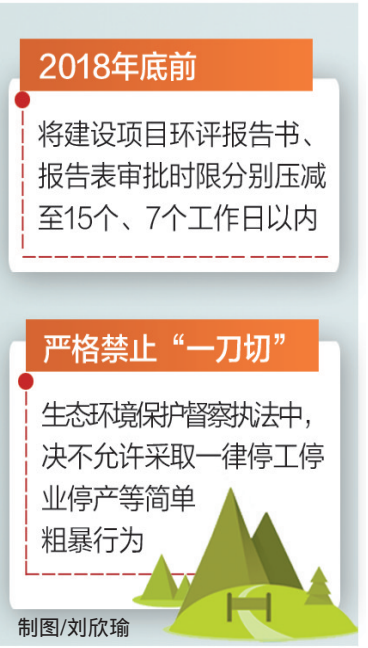 2018年底前
将建设项目环评报告书、
报告表审批时限分别压减
至15个、7个工作日以内
严格禁止“一刀切”
生态环境保护督察执法中，
决不允许采取一律停工停
业停产等简单
粗暴行为
制图/刘欣瑜